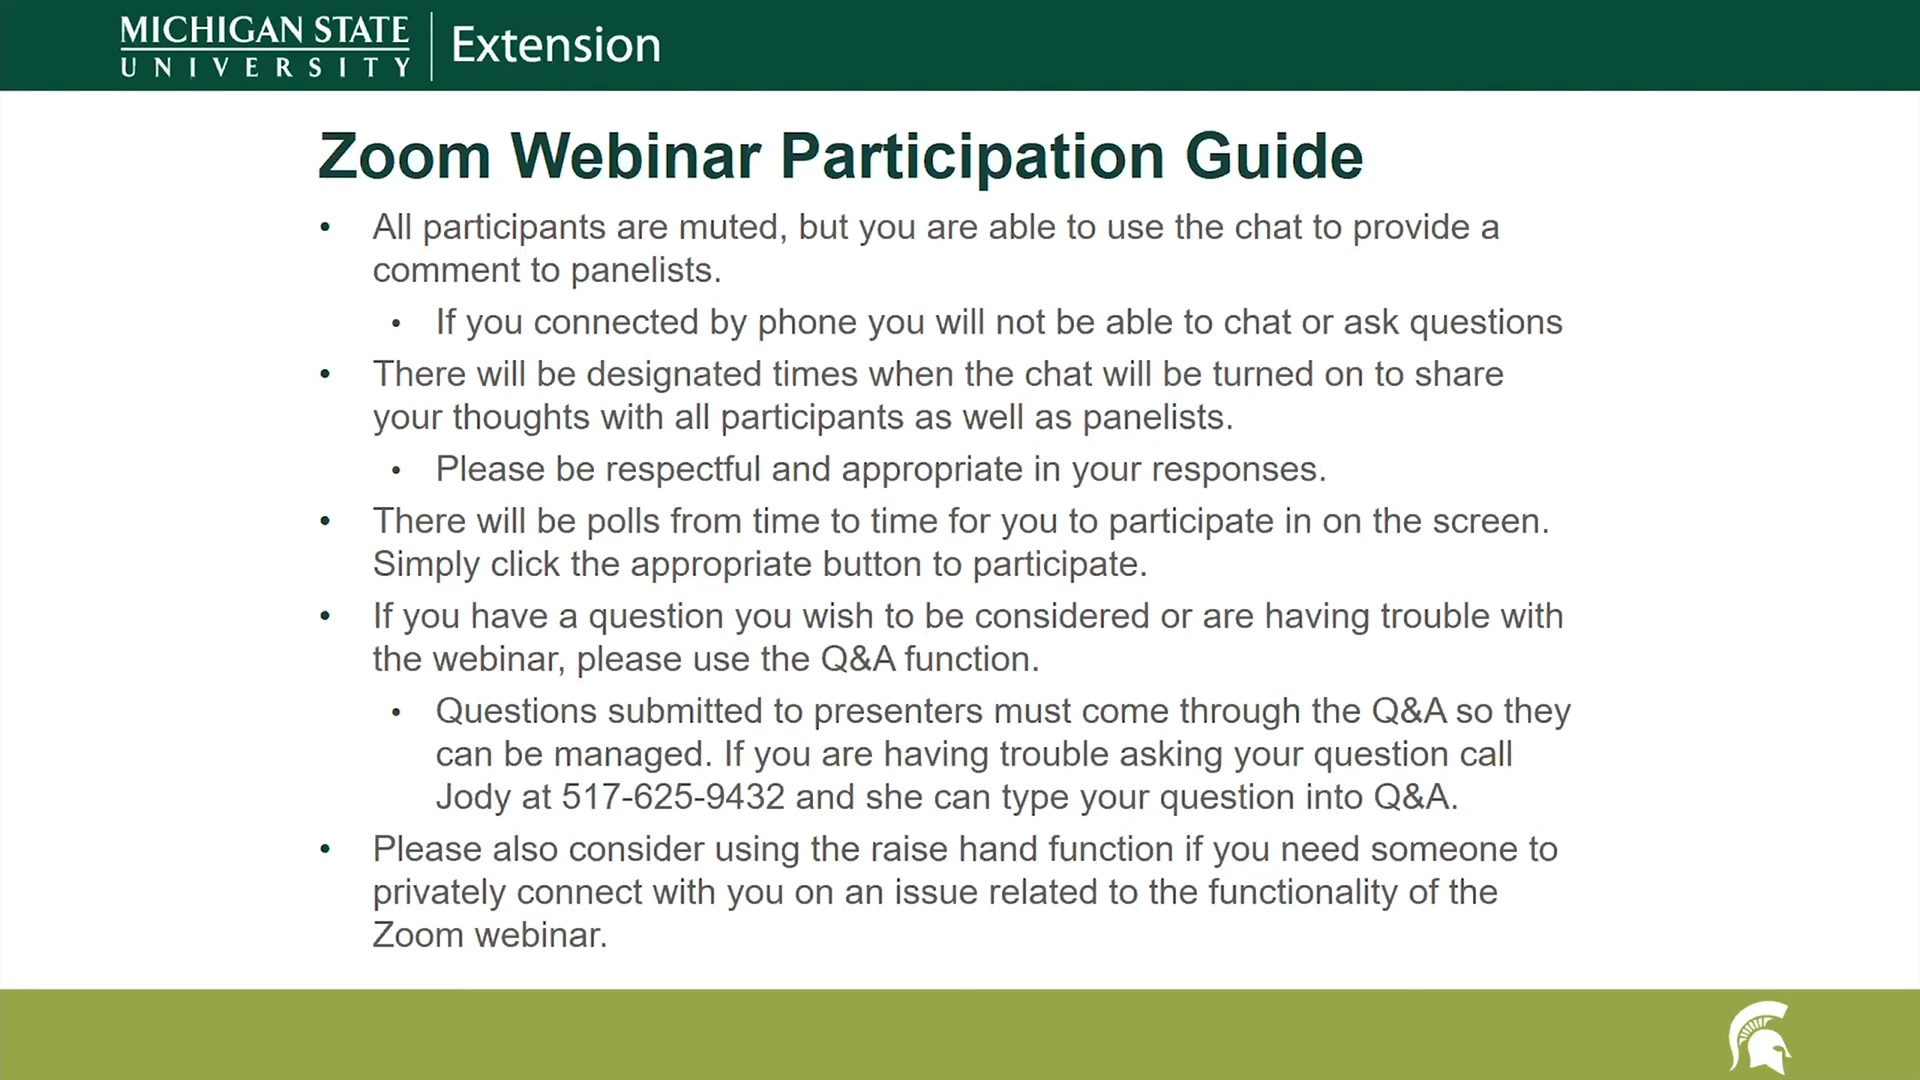 MICHIGAN STATE
UNIVERSITY
Extension
Zoom Webinar Participation Guide
• All participants are muted, but you are able to use the chat to provide a
comment to panelists.
• If you connected by phone you will not be able to chat or ask questions
• There will be designated times when the chat will be turned on to share
your thoughts with all participants as well as panelists.
• Please be respectful and appropriate in your responses.
• There will be polls from time to time for you to participate in on the screen.
Simply click the appropriate button to participate.
• If you have a question you wish to be considered or are having trouble with
the webinar, please use the Q&A function.
• Questions submitted to presenters must come through the Q&A so they
can be managed. If you are having trouble asking your question call
Jody at 517-625-9432 and she can type your question into Q&A.
• Please also consider using the raise hand function if you need someone to
privately connect with you on an issue related to the functionality of the
Zoom webinar.